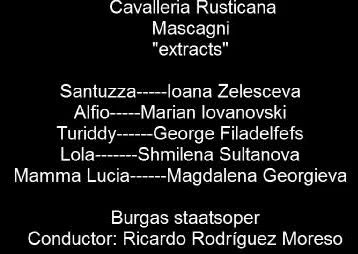 Cavalleria Rusticana
Mascagni
"extracts"
Santuzza-----Ioana Zelesceva
Alfio-----Marian Iovanovski
Turiddy------George Filadelfefs
Lola-------Shmilena Sultanova
Mamma Lucia------Magdalena Georgieva
Burgas staatsoper
Conductor: Ricardo Rodríguez Moreso